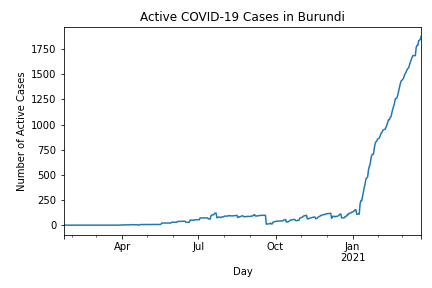 Active COVID-19 Cases in Burundi
Number of Active Cases
1750
1500
1250
1000
750
500
250
0
Apr
Jul
Oct
Jan
2021
Day